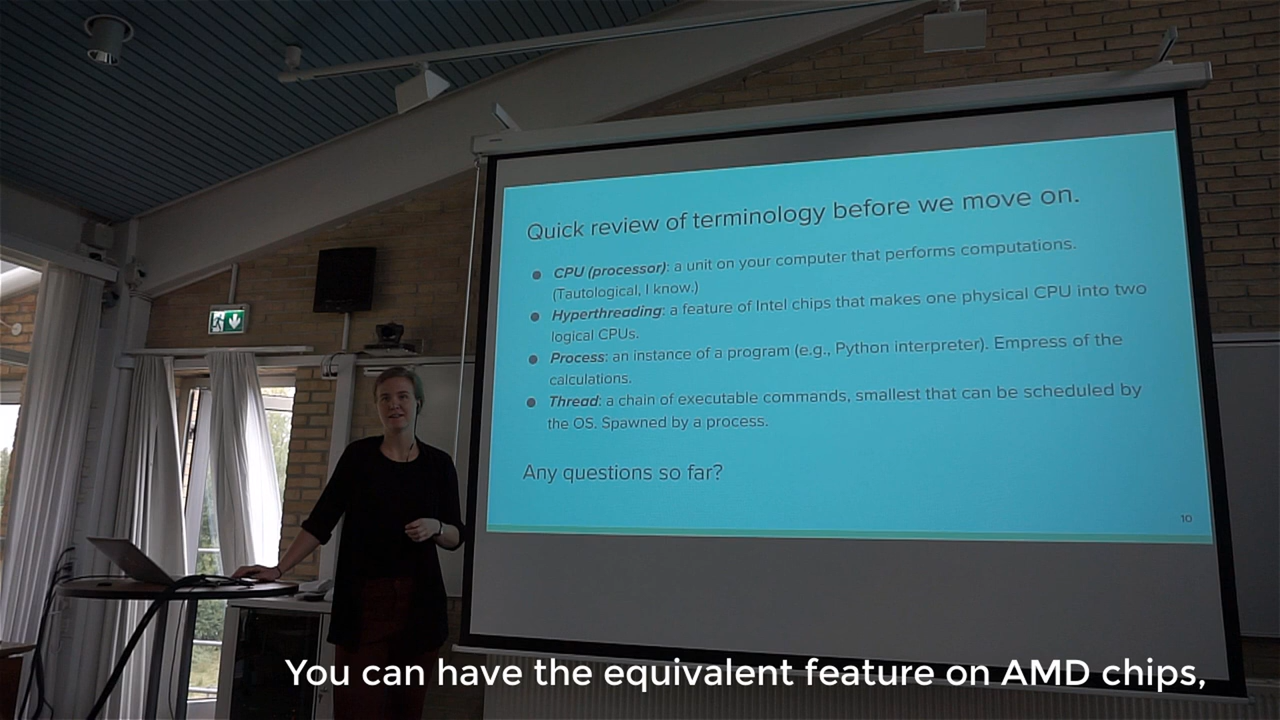 Quick review of terminology before we move on.
● CPU (processor): a unit on your computer that performs computations.
(Tautological, I know.)
● Hyperthreading: a feature of Intel chips that makes one physical CPU into two
logical CPUs.
● Process: an instance of a program (e.g., Python interpreter). Empress of the
calculations.
● Thread: a chain of executable commands, smallest that can be scheduled by
the OS. Spawned by a process.
Any questions so far?
10
You can have the equivalent feature on AMD chips,